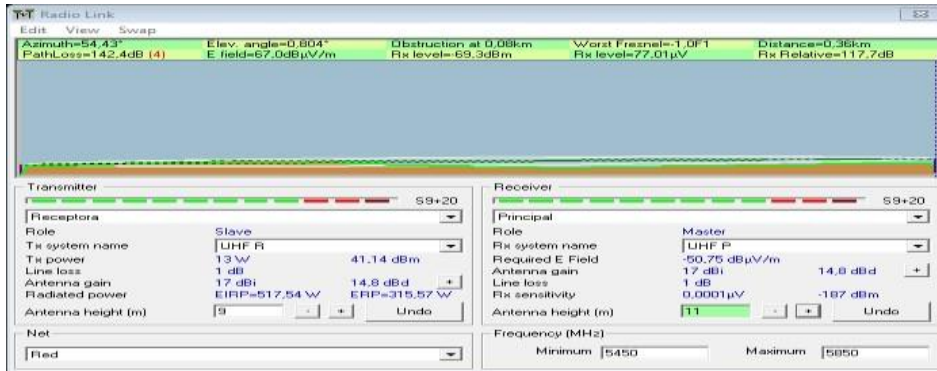 Radio Link
Edit View Swap
Azimuth=54,43° Elev. angle=0,804° Obstruction at 0,08km Worst Fresnel=-1,0F1 Distance=0,36km
PathLoss=142,4dB (4) E field=67,0dBµV/m Rx level=-69,3dBm Rx level=77,01µV Rx Relative=117,7dB
Transmitter
S9+20
Receptora
Role Slave
Tx system name UHF R
Tx power 13 W 41,14 dBm
Line loss 1 dB
Antenna gain 17 dBi 14,8 dBd +
Radiated power EIRP=517,54 W ERP=315,57 W
Antenna height (m) 9 - + Undo
Net
Red
Receiver
S9+20
Principal
Role Master
Rx system name UHF P
Required E Field -50,75 dBµV/m
Antenna gain 17 dBi 14,8 dBd +
Line loss 1 dB
Rx sensitivity 0,0001µV -187 dBm
Antenna height (m) 11 - + Undo
Frequency (MHz)
Minimum 5450 Maximum 5850